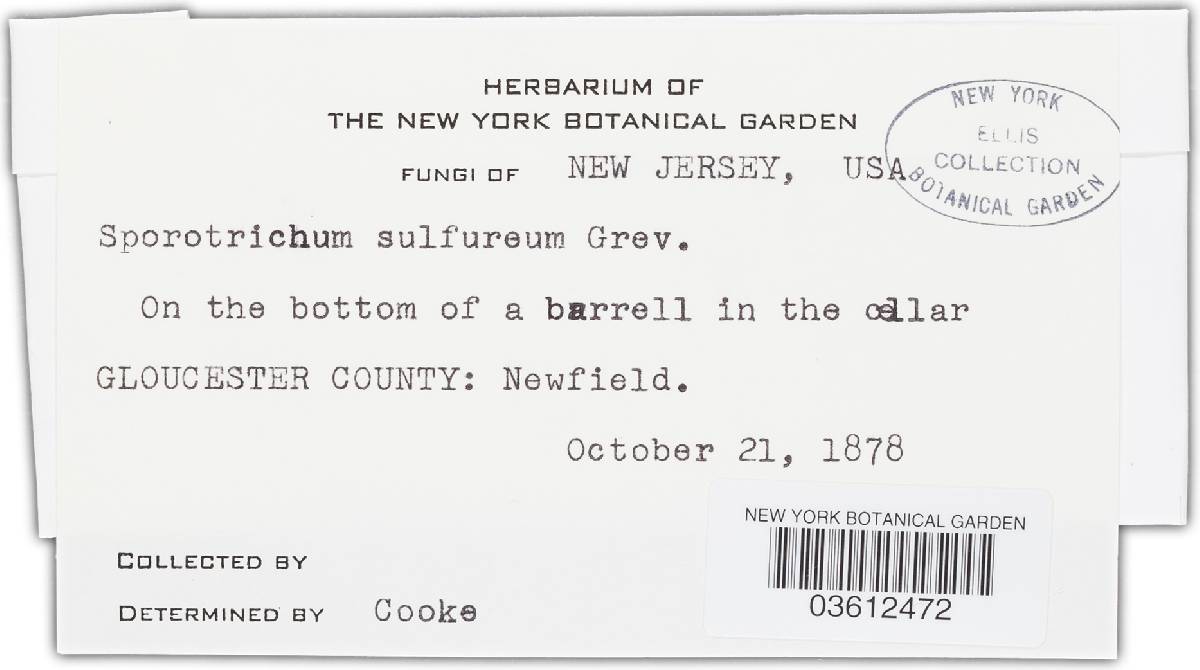 HERBARIUM OF
THE NEW YORK BOTANICAL GARDEN
FUNGI OF NEW JERSEY, USA
NEW YORK
ELLIS
COLLECTION
BOTANICAL GARDEN
Sporotrichum sulfureum Grev.
On the bottom of a barrell in the cellar
GLOUCESTER COUNTY: Newfield.
October 21, 1878
NEW YORK BOTANICAL GARDEN
03612472
COLLECTED BY
DETERMINED BY Cooke